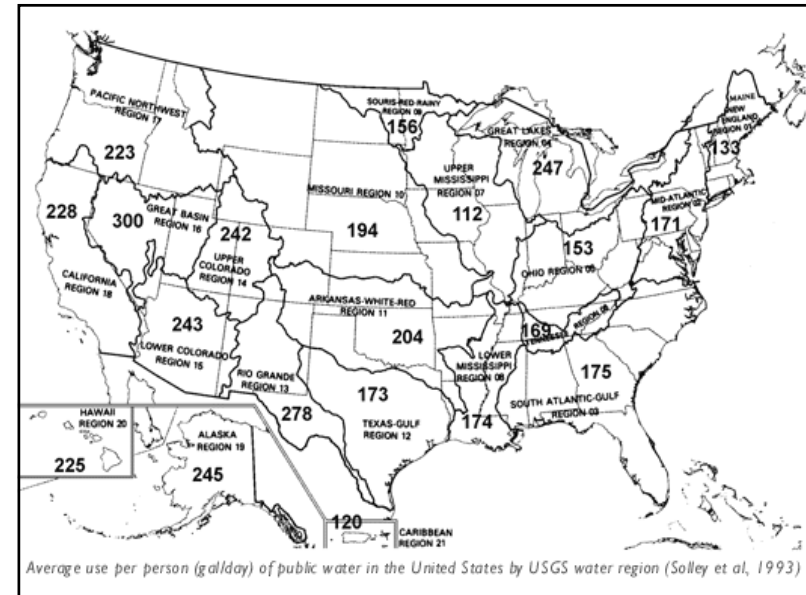 PACIFIC NORTHWEST
REGION 17
223
SOURIS-RED-RAINY
REGION 09
156
GREAT LAKES
REGION 04
247
MAINE
NEW
ENGLAND
REGION 01
133
UPPER
MISSISSIPPI
REGION 07
112
MISSOURI REGION 10
194
MID-ATLANTIC
REGION 02
171
228
CALIFORNIA
REGION 18
300
GREAT BASIN
REGION 16
242
UPPER
COLORADO
REGION 14
153
OHIO REGION 05
ARKANSAS-WHITE-RED
REGION 11
204
243
LOWER COLORADO
REGION 15
169
TENNESSEE
LOWER
MISSISSIPPI
REGION 08
174
175
SOUTH ATLANTIC-GULF
REGION 03
RIO GRANDE
REGION 13
278
173
TEXAS-GULF
REGION 12
HAWAII
REGION 20
225
ALASKA
REGION 19
245
120
CARIBBEAN
REGION 21
Average use per person (gal/day) of public water in the United States by USGS water region (Solley et al, 1993)